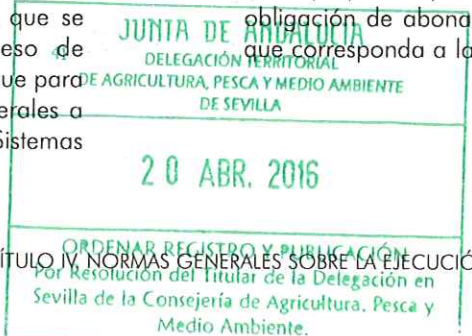 que se
eso de
que para
erales a
Sistemas
obligación de abona
que corresponda a la
JUNTA DE ANDALUCIA
DELEGACIÓN TERRITORIAL
DE AGRICULTURA, PESCA Y MEDIO AMBIENTE
DE SEVILLA
20 ABR. 2016
ÍTULO IV, NORMAS GENERALES SOBRE LA EJECUCIÓ
ORDENAR REGISTRO Y PUBLICACIÓN
Por Resolución del Titular de la Delegación en
Sevilla de la Consejería de Agricultura, Pesca y
Medio Ambiente.